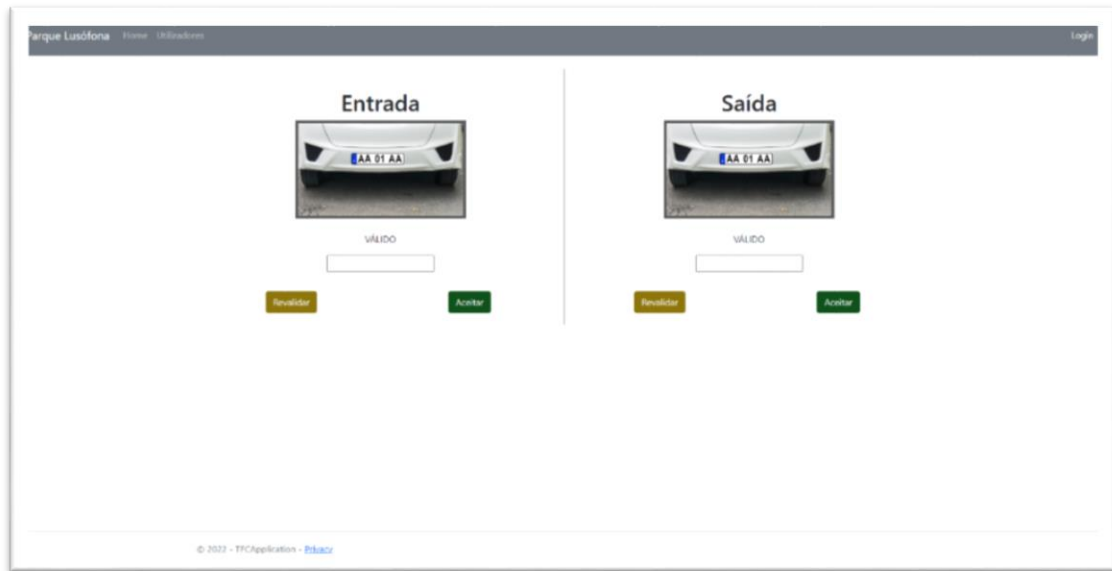 Parque Lusófona Home Utilizadores Login
Entrada
AA 01 AA
VÁLIDO
Revalidar Aceitar
Saída
AA 01 AA
VÁLIDO
Revalidar Aceitar
© 2022 - TFCApplication - Privacy